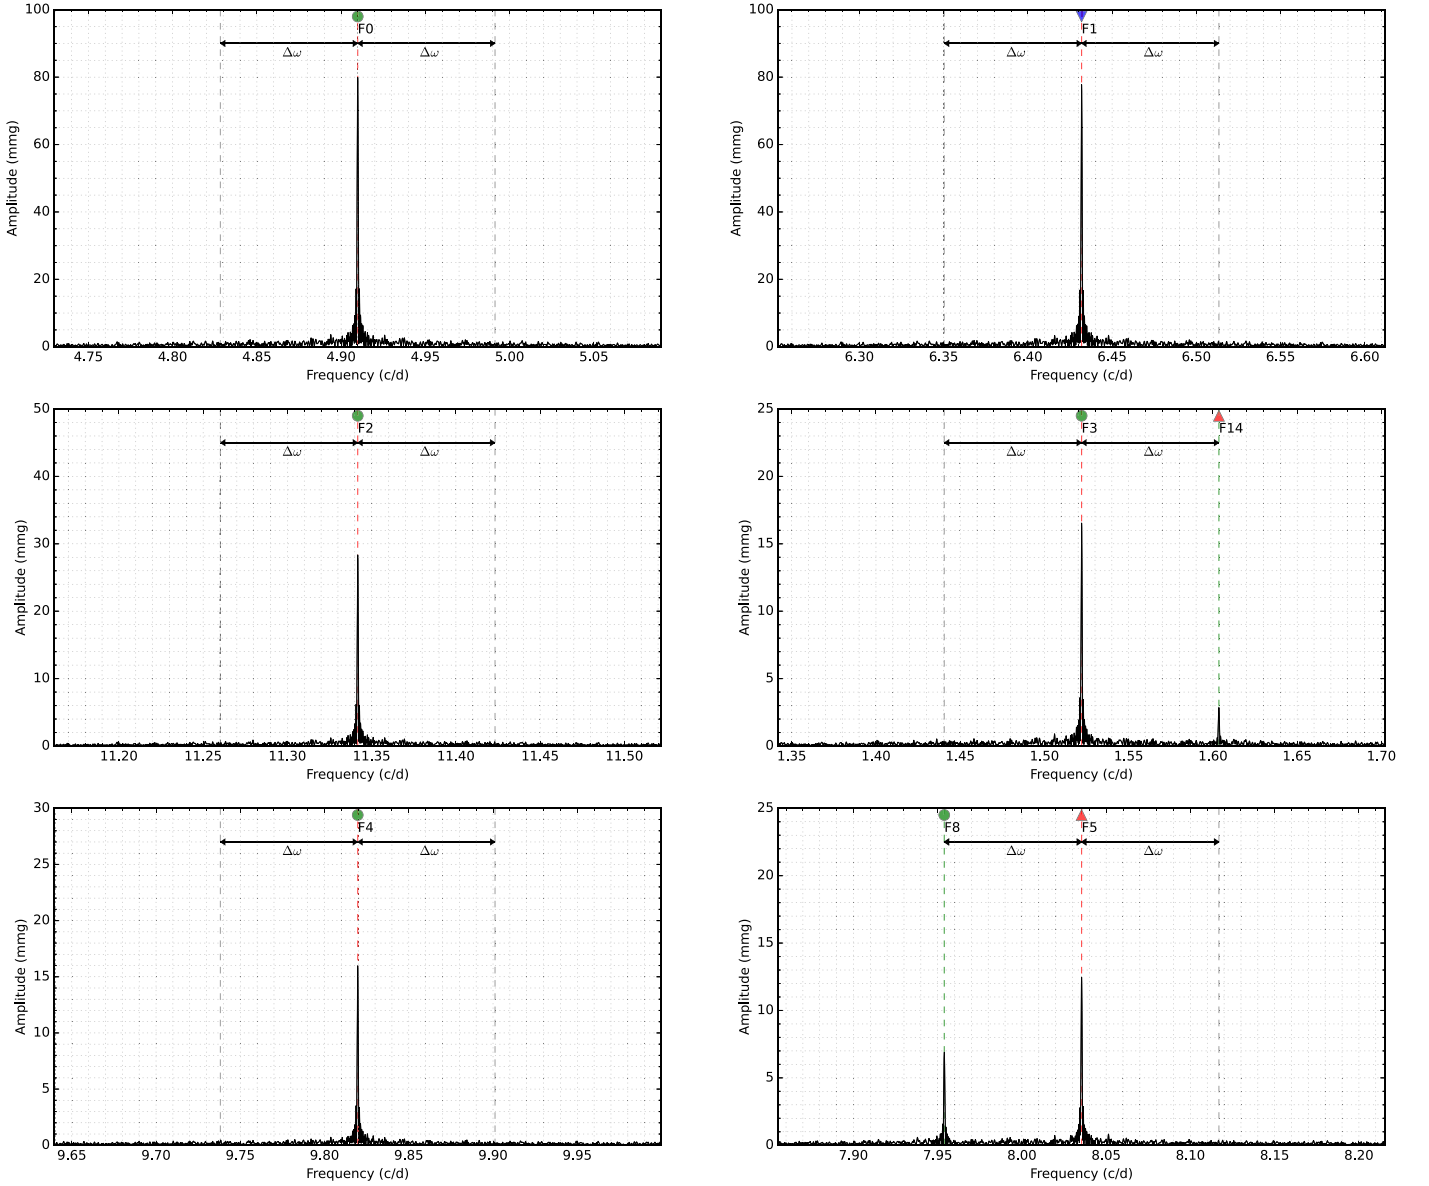 100
80
60
40
20
0
Amplitude (mmg)
F0
Δω Δω
4.75 4.80 4.85 4.90 4.95 5.00 5.05
Frequency (c/d)
100
80
60
40
20
0
Amplitude (mmg)
F1
Δω Δω
6.30 6.35 6.40 6.45 6.50 6.55 6.60
Frequency (c/d)
50
40
30
20
10
0
Amplitude (mmg)
F2
Δω Δω
11.20 11.25 11.30 11.35 11.40 11.45 11.50
Frequency (c/d)
25
20
15
10
5
0
Amplitude (mmg)
F3 F14
Δω Δω
1.35 1.40 1.45 1.50 1.55 1.60 1.65 1.70
Frequency (c/d)
30
25
20
15
10
5
0
Amplitude (mmg)
F4
Δω Δω
9.65 9.70 9.75 9.80 9.85 9.90 9.95
Frequency (c/d)
25
20
15
10
5
0
Amplitude (mmg)
F8 F5
Δω Δω
7.90 7.95 8.00 8.05 8.10 8.15 8.20
Frequency (c/d)